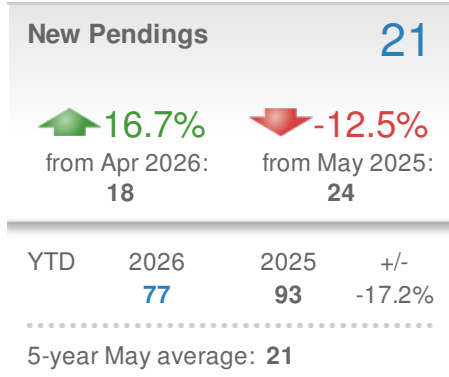 New Pendings 21
16.7% -12.5%
from Apr 2026: from May 2025:
18 24
YTD 2026 2025 +/-
77 93 -17.2%
5-year May average: 21